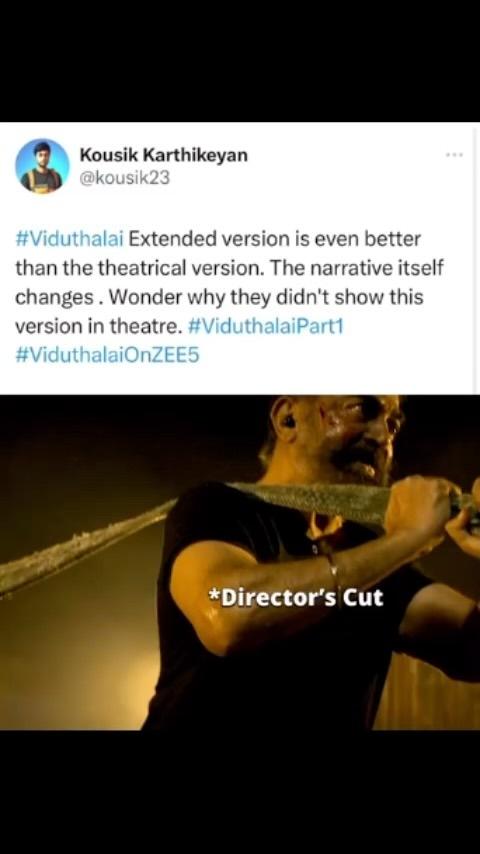 Kousik Karthikeyan
@kousik23
#Viduthalai Extended version is even better
than the theatrical version. The narrative itself
changes . Wonder why they didn't show this
version in theatre. #ViduthalaiPart1
#ViduthalaiOnZEE5
*Director's Cut